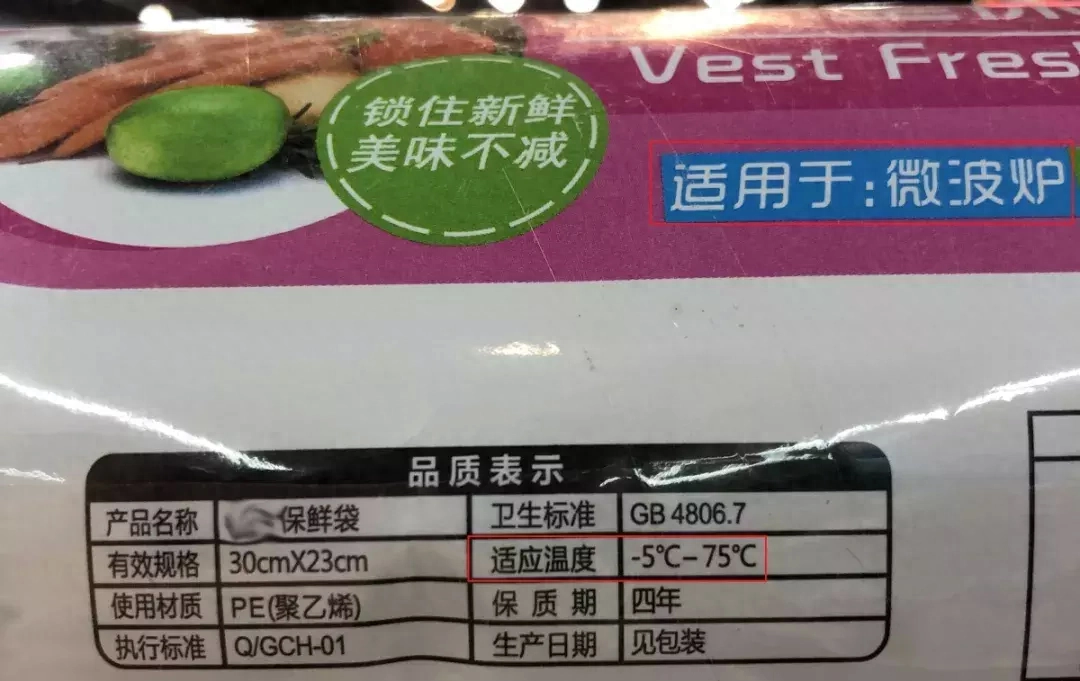 Vest Fres
锁住新鲜
美味不减
适用于:微波炉
品质表示
产品名称 保鲜袋 卫生标准 GB 4806.7
有效规格 30cmX23cm 适应温度 -5℃–75℃
使用材质 PE(聚乙烯) 保质期 四年
执行标准 Q/GCH-01 生产日期 见包装